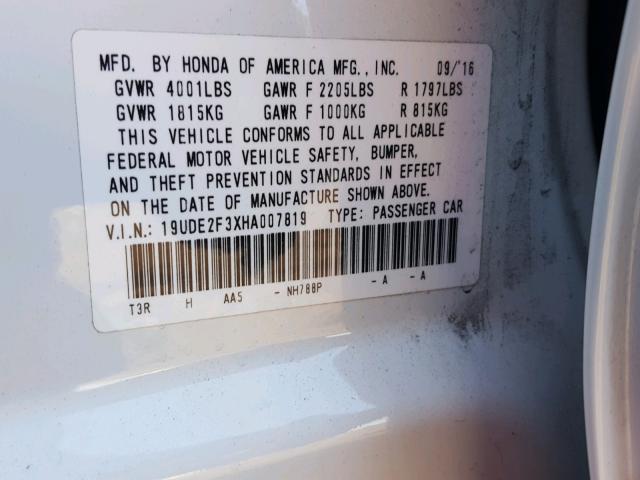 MFD. BY HONDA OF AMERICA MFG., INC. 09/'16
GVWR 4001LBS GAWR F 2205LBS R 1797LBS
GVWR 1815KG GAWR F 1000KG R 815KG
THIS VEHICLE CONFORMS TO ALL APPLICABLE
FEDERAL MOTOR VEHICLE SAFETY, BUMPER,
AND THEFT PREVENTION STANDARDS IN EFFECT
ON THE DATE OF MANUFACTURE SHOWN ABOVE.
V.I.N.: 19UDE2F3XHA007819 TYPE: PASSENGER CAR
T3R H AA5 - NH788P - A - A